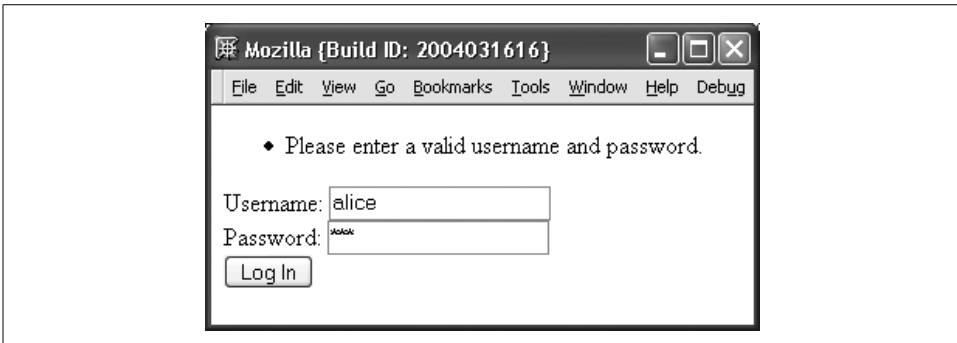 Mozilla {Build ID: 2004031616}
File Edit View Go Bookmarks Tools Window Help Debug
• Please enter a valid username and password.
Username: alice
Password: ****
Log In